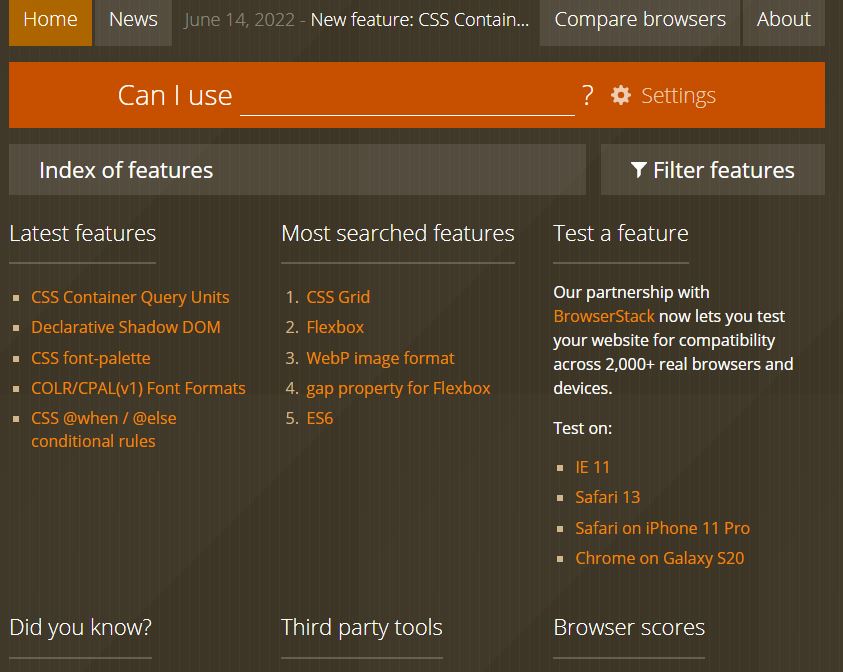 Home
News
June 14, 2022 - New feature: CSS Contain...
Compare browsers
About
Can I use
?
Settings
Index of features
Filter features
Latest features
CSS Container Query Units
Declarative Shadow DOM
CSS font-palette
COLR/CPAL(v1) Font Formats
CSS @when / @else
conditional rules
Most searched features
1. CSS Grid
2. Flexbox
3. WebP image format
4. gap property for Flexbox
5. ES6
Test a feature
Our partnership with
BrowserStack now lets you test
your website for compatibility
across 2,000+ real browsers and
devices.
Test on:
IE 11
Safari 13
Safari on iPhone 11 Pro
Chrome on Galaxy S20
Did you know?
Third party tools
Browser scores